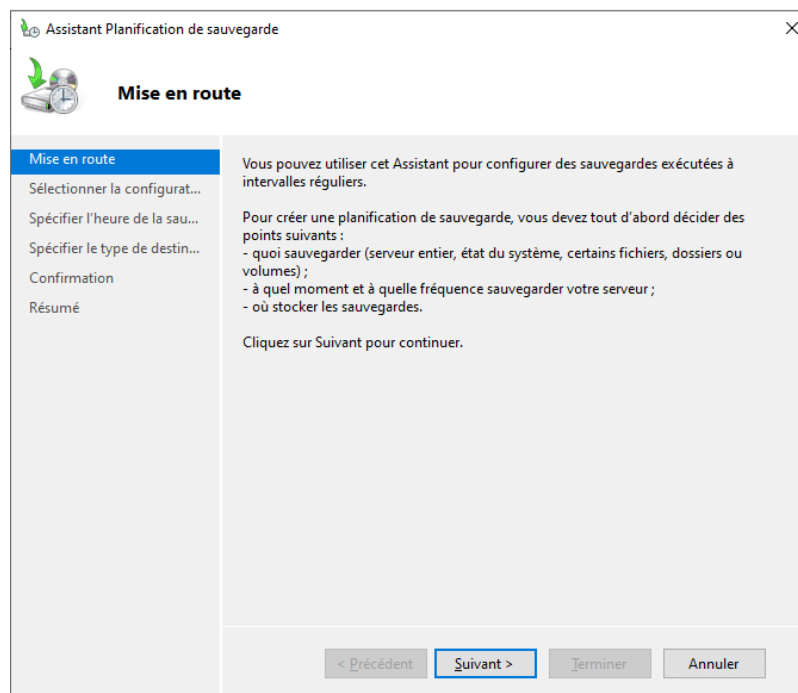 Assistant Planification de sauvegarde
Mise en route
Mise en route
Sélectionner la configurat...
Spécifier l'heure de la sau...
Spécifier le type de destin...
Confirmation
Résumé
Vous pouvez utiliser cet Assistant pour configurer des sauvegardes exécutées à
intervalles réguliers.
Pour créer une planification de sauvegarde, vous devez tout d'abord décider des
points suivants :
- quoi sauvegarder (serveur entier, état du système, certains fichiers, dossiers ou
volumes) ;
- à quel moment et à quelle fréquence sauvegarder votre serveur ;
- où stocker les sauvegardes.
Cliquez sur Suivant pour continuer.
< Précédent
Suivant >
Terminer
Annuler